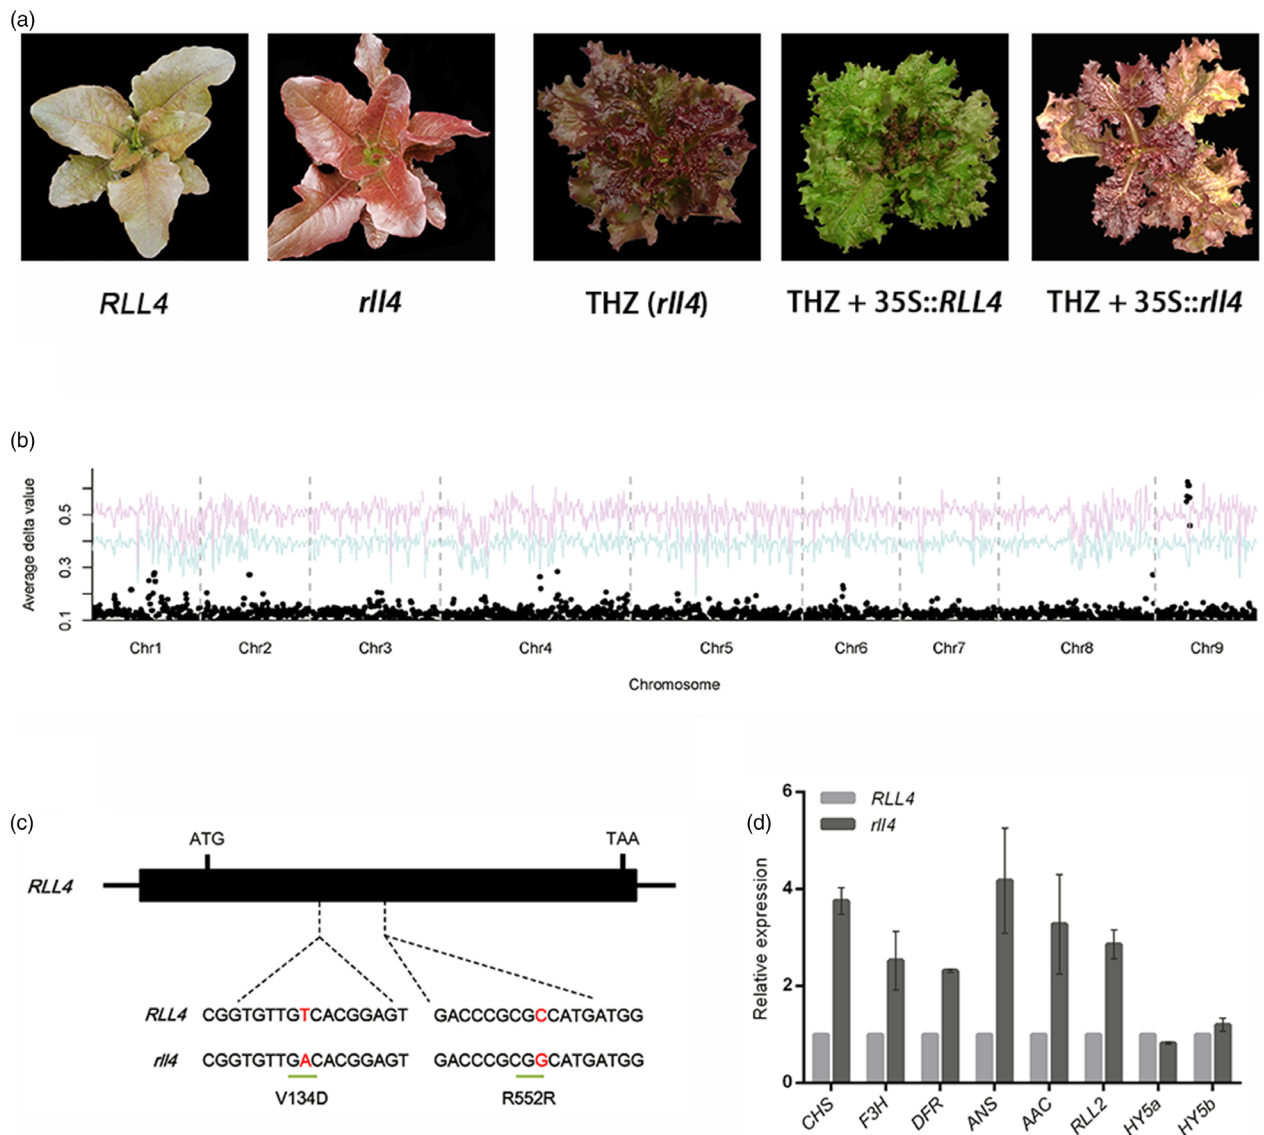 (a)
RLL4 rll4 THZ (rll4) THZ + 35S::RLL4 THZ + 35S::rll4
(b)
Average delta value
0.5
0.3
0.1
Chr1 Chr2 Chr3 Chr4 Chr5 Chr6 Chr7 Chr8 Chr9
Chromosome
(c)
ATG TAA
RLL4
RLL4 CGGTGTTGTCACGGAGT GACCCGCGCCATGATGG
rll4 CGGTGTTGACACGGAGT GACCCGCGGCATGATGG
V134D R552R
(d)
RLL4
rll4
Relative expression
6
4
2
0
CHS F3H DFR ANS AAC RLL2 HY5a HY5b